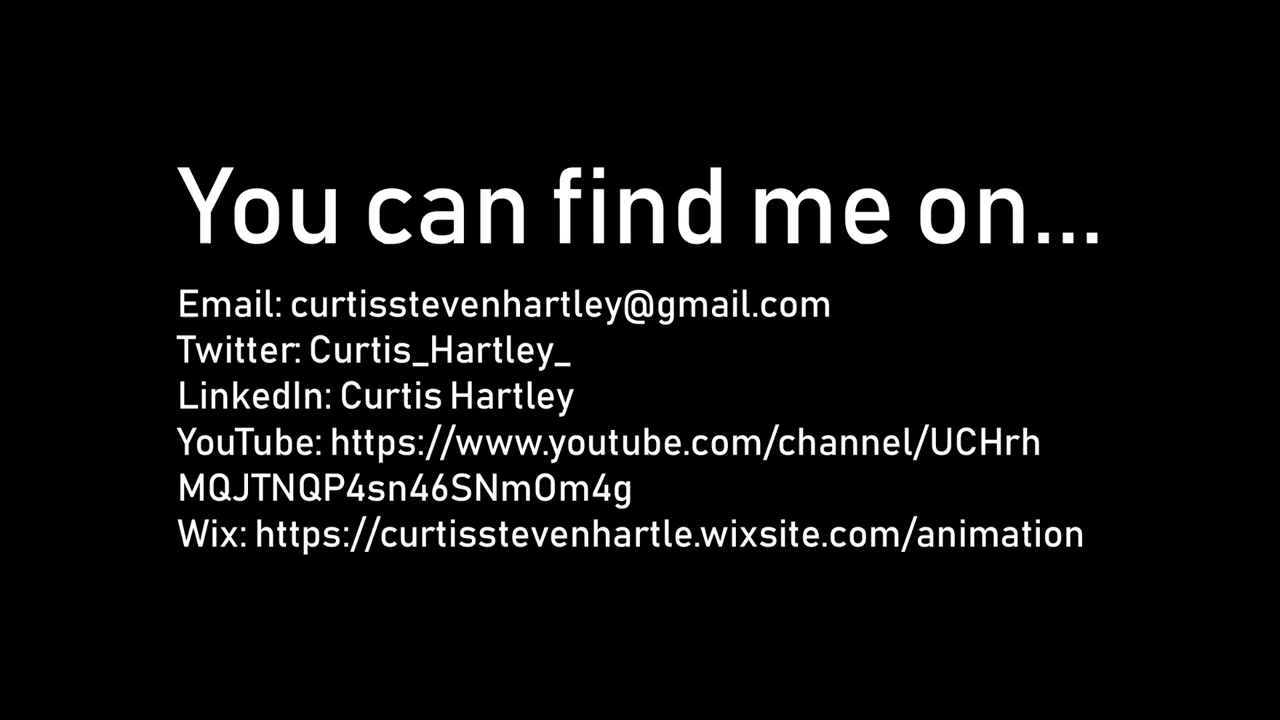 You can find me on...
Email: curtisstevenhartley@gmail.com
Twitter: Curtis_Hartley_
LinkedIn: Curtis Hartley
YouTube: https://www.youtube.com/channel/UCHrh
MQJTNQP4sn46SNmOm4g
Wix: https://curtisstevenhartle.wixsite.com/animation